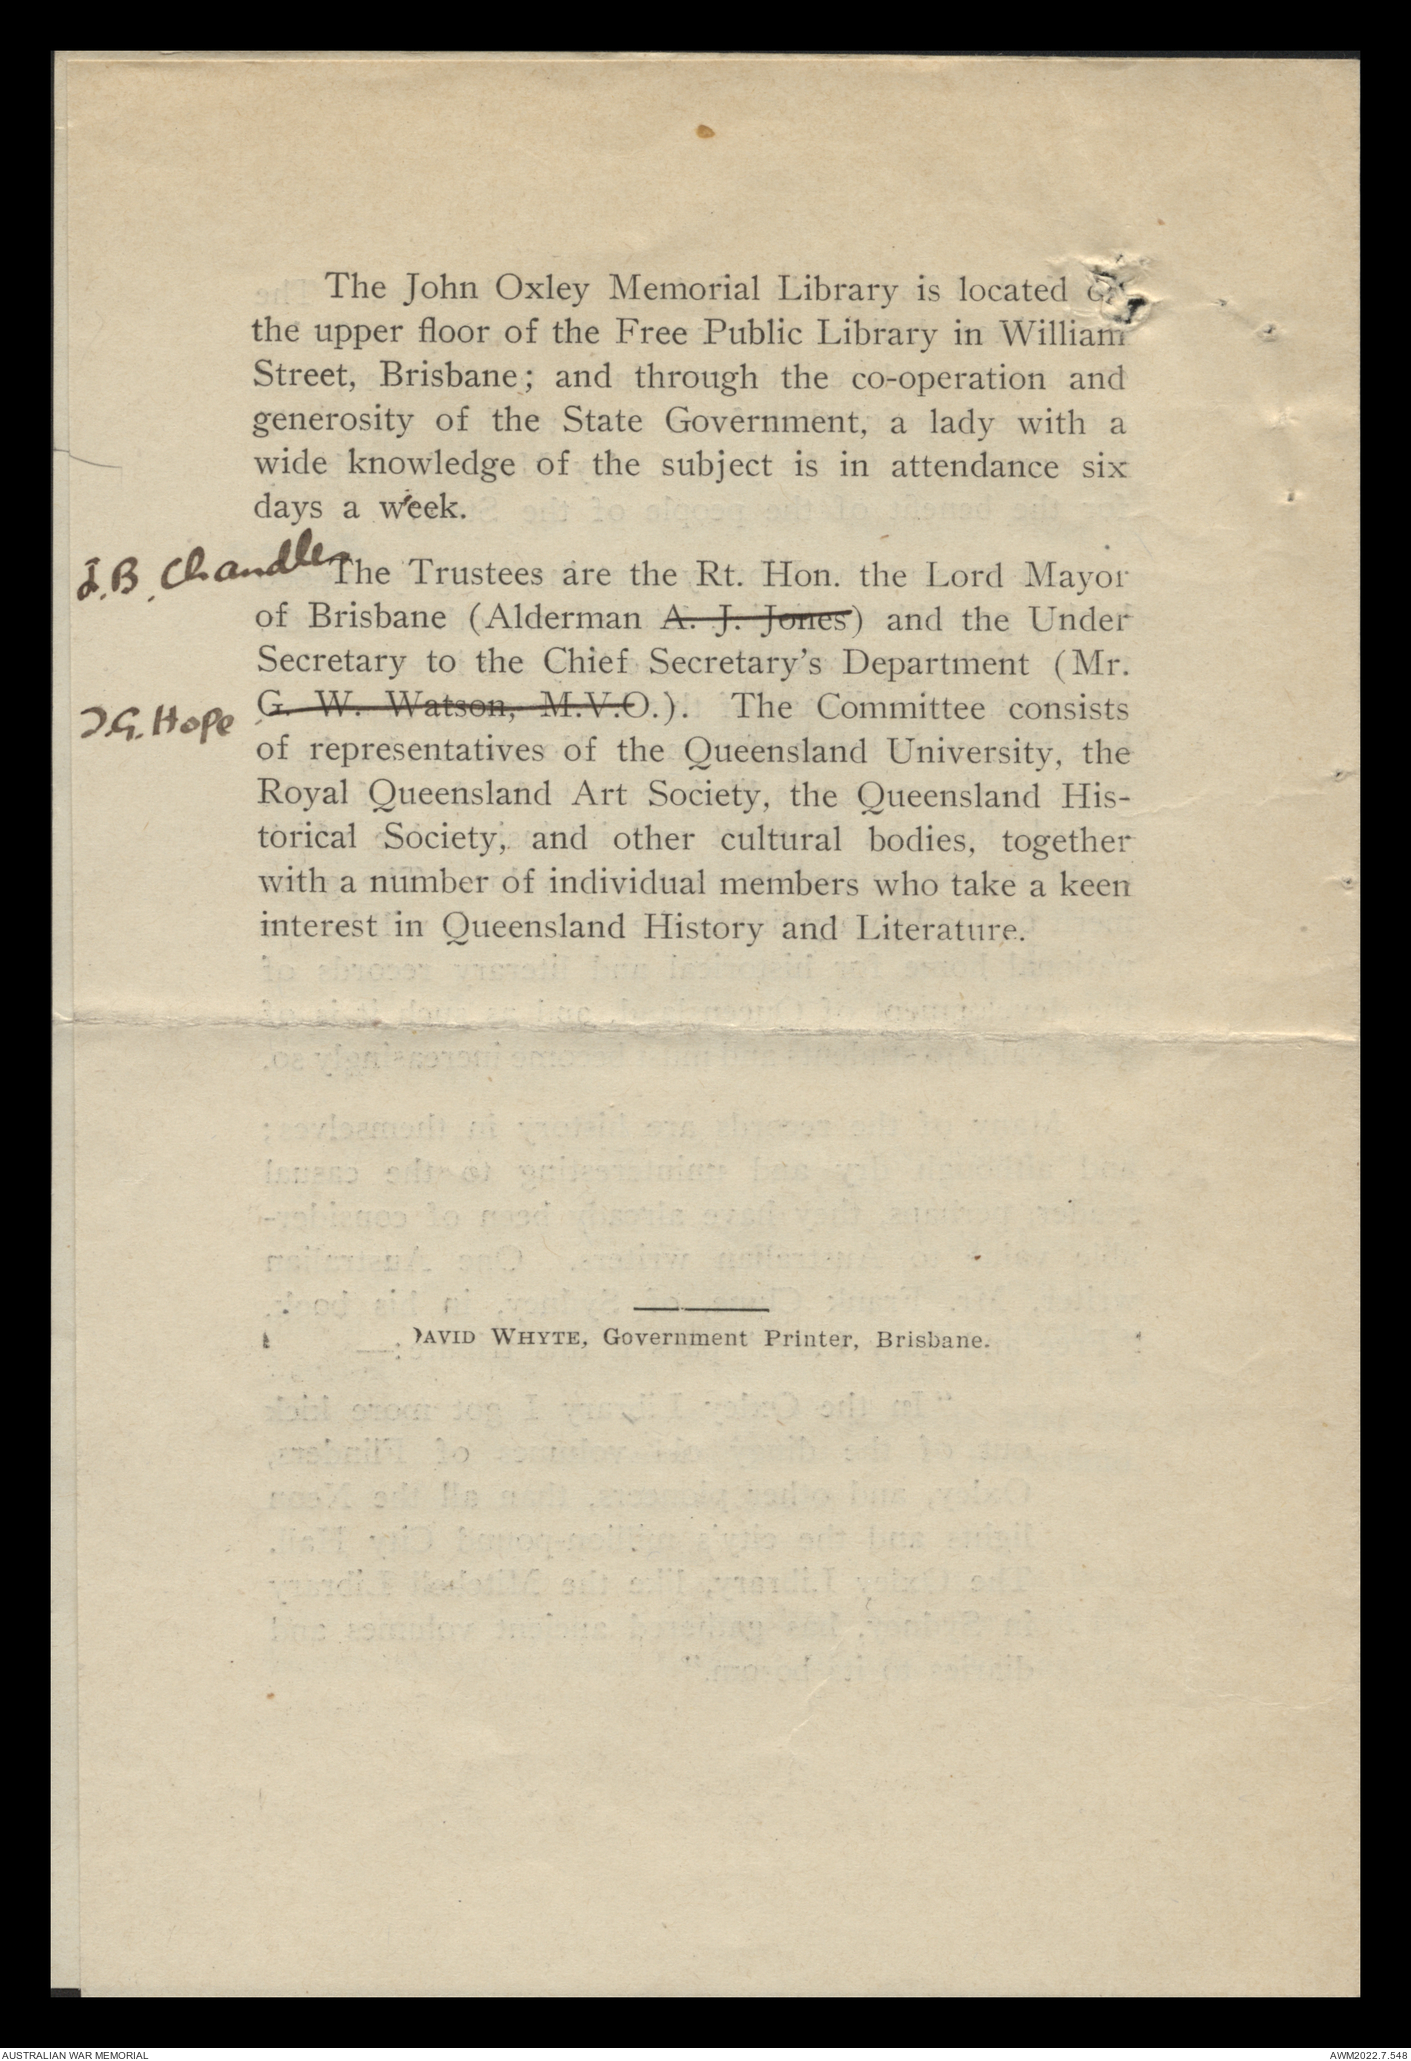 The John Oxley Memorial Library is located
the upper floor of the Free Public Library in William
Street, Brisbane; and through the co-operation and
generosity of the State Government, a lady with a
wide knowledge of the subject is in attendance six
days a week.
J.B. Chandler
The Trustees are the Rt. Hon. the Lord Mayor
of Brisbane (Alderman A. J. Jones) and the Under
Secretary to the Chief Secretary's Department (Mr.
J.G. Hope
G. W. Watson, M.V.O.). The Committee consists
of representatives of the Queensland University, the
Royal Queensland Art Society, the Queensland His-
torical Society, and other cultural bodies, together
with a number of individual members who take a keen
interest in Queensland History and Literature.
DAVID WHYTE, Government Printer, Brisbane.
AUSTRALIAN WAR MEMORIAL
AWM2022.7.548